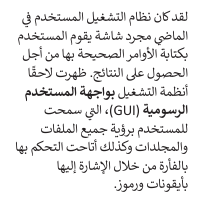 لقد كان نظام التشغيل المستخدم في
الماضي مجرد شاشة يقوم المستخدم
بكتابة الأوامر الصحيحة بها من أجل
الحصول على النتائج. ظهرت لاحقًا
أنظمة التشغيل بواجهة المستخدم
الرسومية (GUI)، التي سمحت
للمستخدم برؤية جميع الملفات
والمجلدات وكذلك أتاحت التحكم بها
بالفأرة من خلال الإشارة إليها
بأيقونات ورموز.